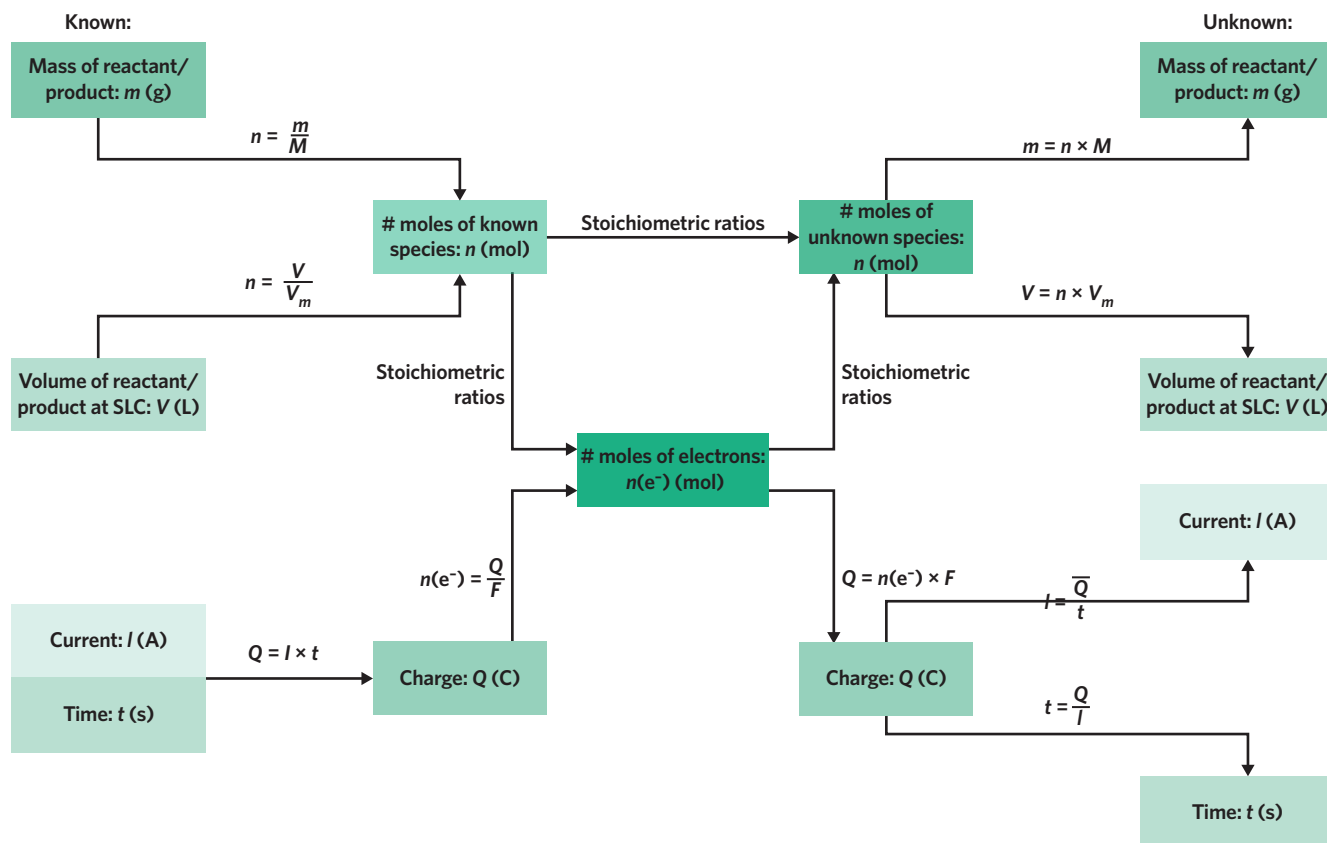 Known:
Unknown:
Mass of reactant/
product: m (g)
Mass of reactant/
product: m (g)
n = m/M
m = n × M
# moles of known
species: n (mol)
Stoichiometric ratios
# moles of
unknown species:
n (mol)
n = V/Vₘ
V = n × Vₘ
Volume of reactant/
product at SLC: V (L)
Stoichiometric
ratios
Stoichiometric
ratios
Volume of reactant/
product at SLC: V (L)
# moles of electrons:
n(e⁻) (mol)
Current: I (A)
n(e⁻) = Q/F
Q = n(e⁻) × F
I = Q/t
Current: I (A)
Time: t (s)
Q = I × t
Charge: Q (C)
Charge: Q (C)
t = Q/I
Time: t (s)